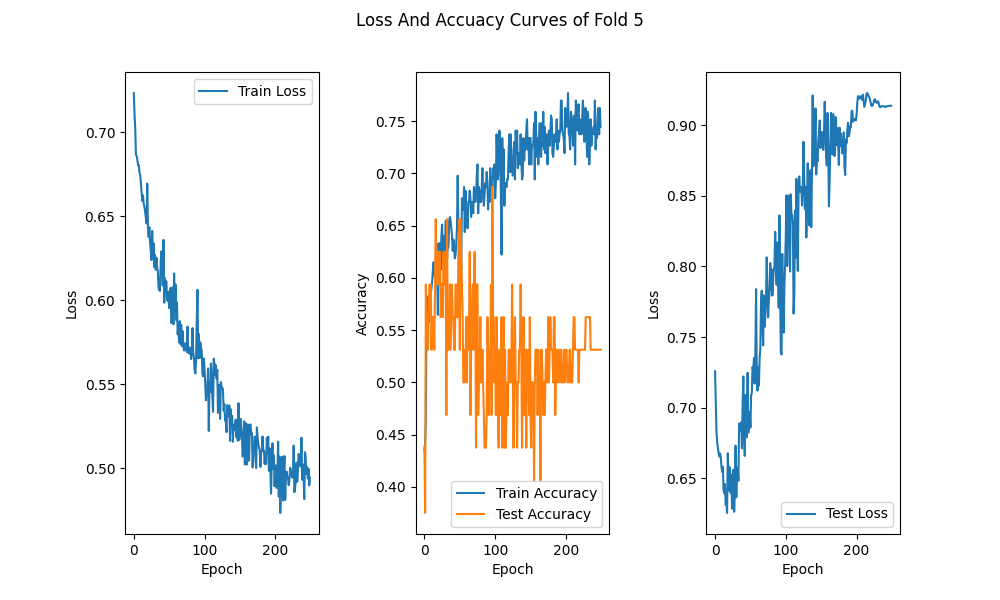 Loss And Accuacy Curves of Fold 5
Train Loss
0.70
0.65
0.60
0.55
0.50
Loss
0 100 200
Epoch
0.75
0.70
0.65
0.60
0.55
0.50
0.45
0.40
Accuracy
Train Accuracy
Test Accuracy
0 100 200
Epoch
0.90
0.85
0.80
0.75
0.70
0.65
Loss
Test Loss
0 100 200
Epoch